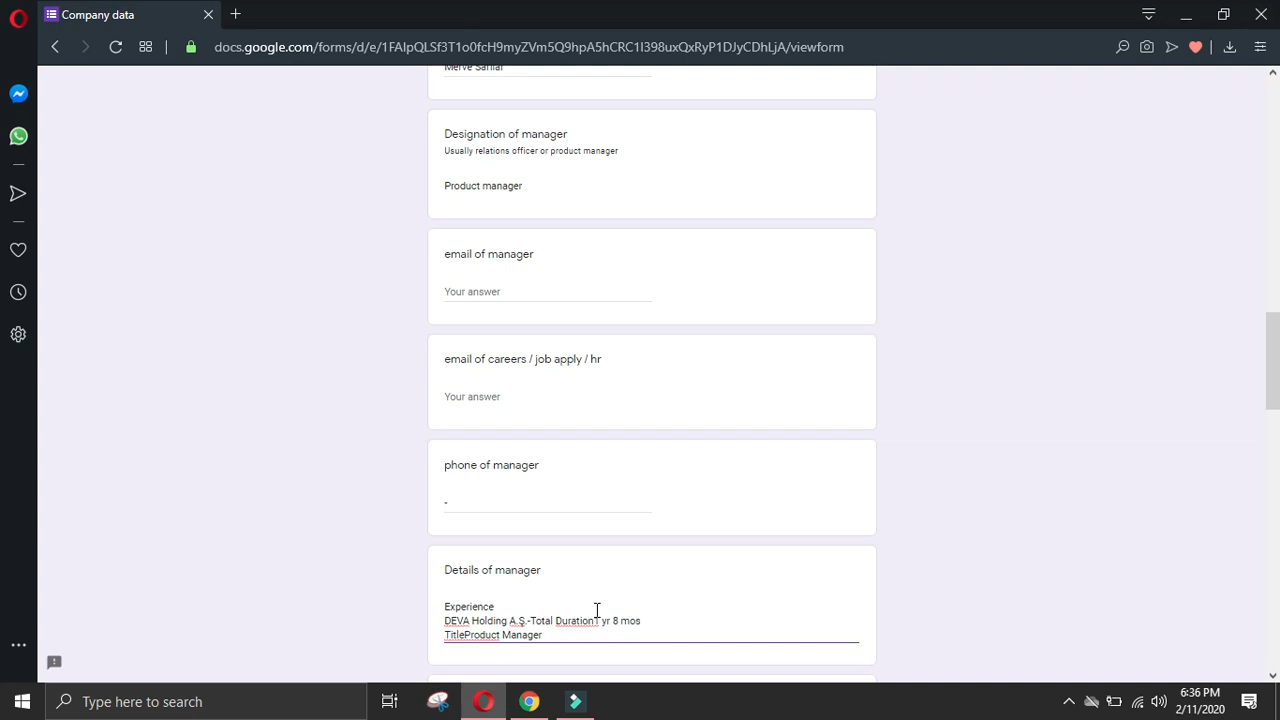 Company data
docs.google.com/forms/d/e/1FAIpQLSf3T1o0fcH9myZVm5Q9hpA5hCRC1I398uxQxRyP1DJyCDhLjA/viewform
Designation of manager
Usually relations officer or product manager
Product manager
email of manager
Your answer
email of careers / job apply / hr
Your answer
phone of manager
-
Details of manager
Experience
DEVA Holding A.Ş.-Total Duration1 yr 8 mos
TitleProduct Manager
Type here to search
6:36 PM
2/11/2020